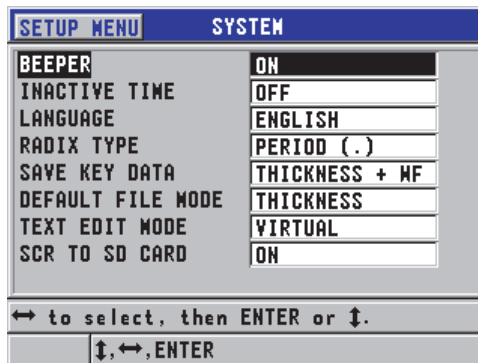 SETUP MENU SYSTEM
BEEPER ON
INACTIVE TIME OFF
LANGUAGE ENGLISH
RADIX TYPE PERIOD (.)
SAVE KEY DATA THICKNESS + WF
DEFAULT FILE MODE THICKNESS
TEXT EDIT MODE VIRTUAL
SCR TO SD CARD ON
↔ to select, then ENTER or ↕.
↕,↔,ENTER